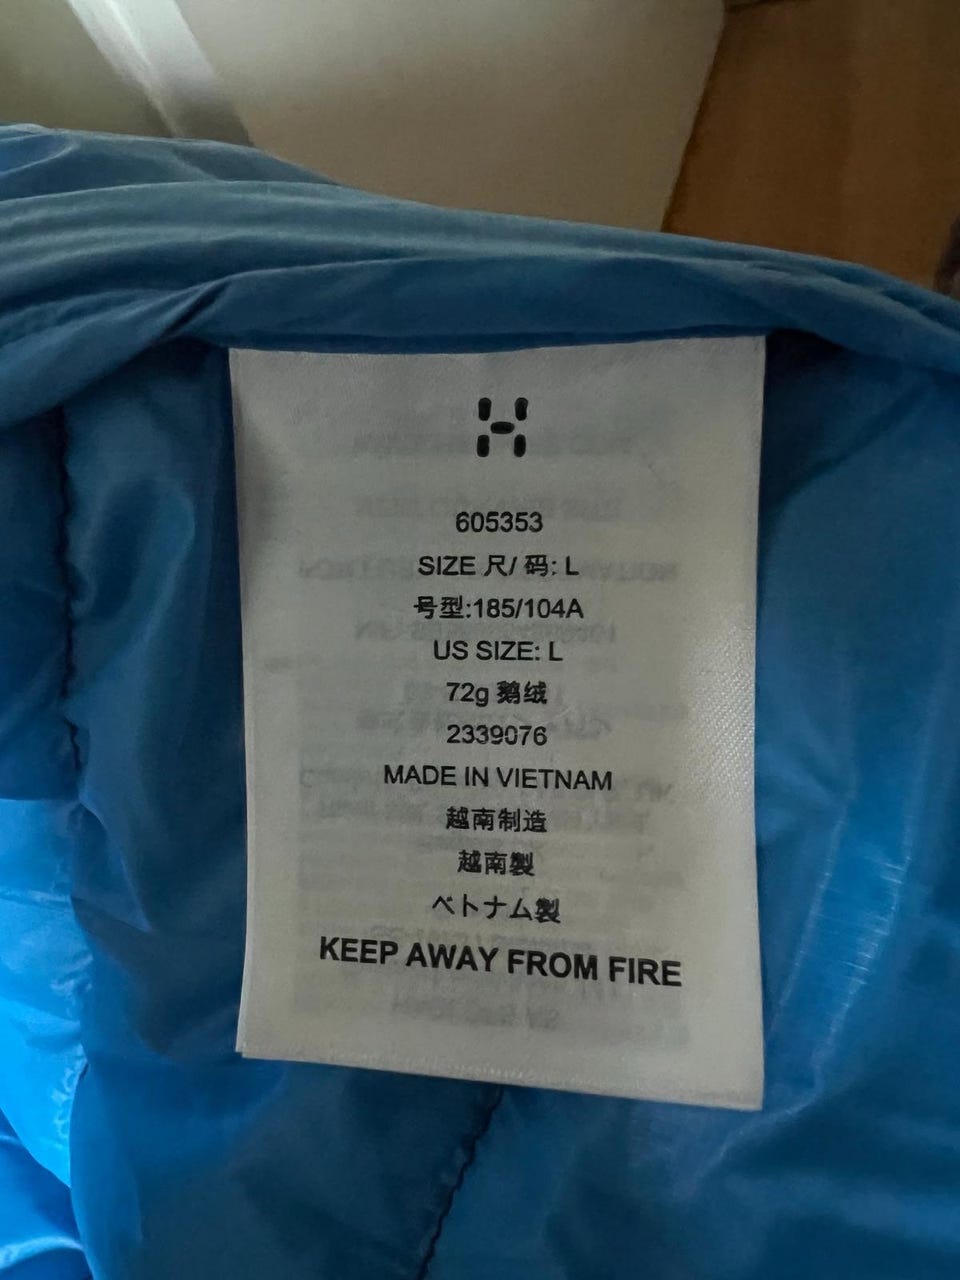 605353
SIZE 尺/ 码: L
号型:185/104A
US SIZE: L
72g 鹅绒
2339076
MADE IN VIETNAM
越南制造
越南製
ベトナム製
KEEP AWAY FROM FIRE